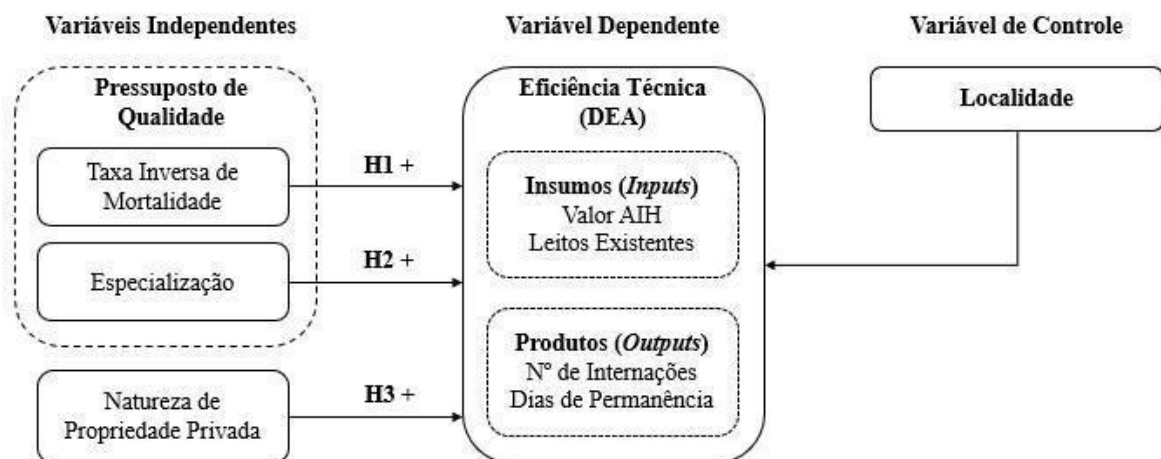 Variáveis Independentes
Variável Dependente
Variável de Controle
Pressuposto de
Qualidade
Taxa Inversa de
Mortalidade
Especialização
Natureza de
Propriedade Privada
H1 +
H2 +
H3 +
Eficiência Técnica
(DEA)
Insumos (Inputs)
Valor AIH
Leitos Existentes
Produtos (Outputs)
Nº de Internações
Dias de Permanência
Localidade